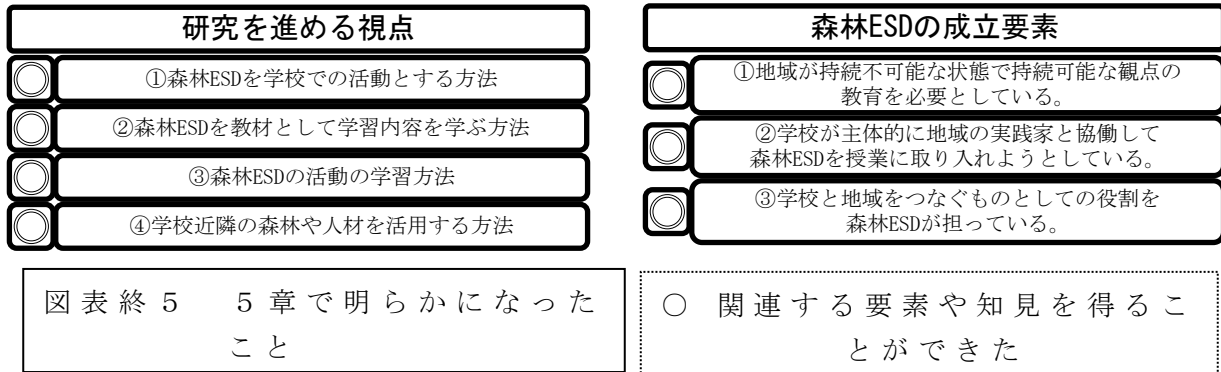 研究を進める視点
◎ ①森林ESDを学校での活動とする方法
◎ ②森林ESDを教材として学習内容を学ぶ方法
◎ ③森林ESDの活動の学習方法
◎ ④学校近隣の森林や人材を活用する方法
森林ESDの成立要素
◎ ①地域が持続不可能な状態で持続可能な観点の
教育を必要としている。
◎ ②学校が主体的に地域の実践家と協働して
森林ESDを授業に取り入れようとしている。
◎ ③学校と地域をつなぐものとしての役割を
森林ESDが担っている。
図表終５　５章で明らかになった
こと
○ 関連する要素や知見を得るこ
とができた